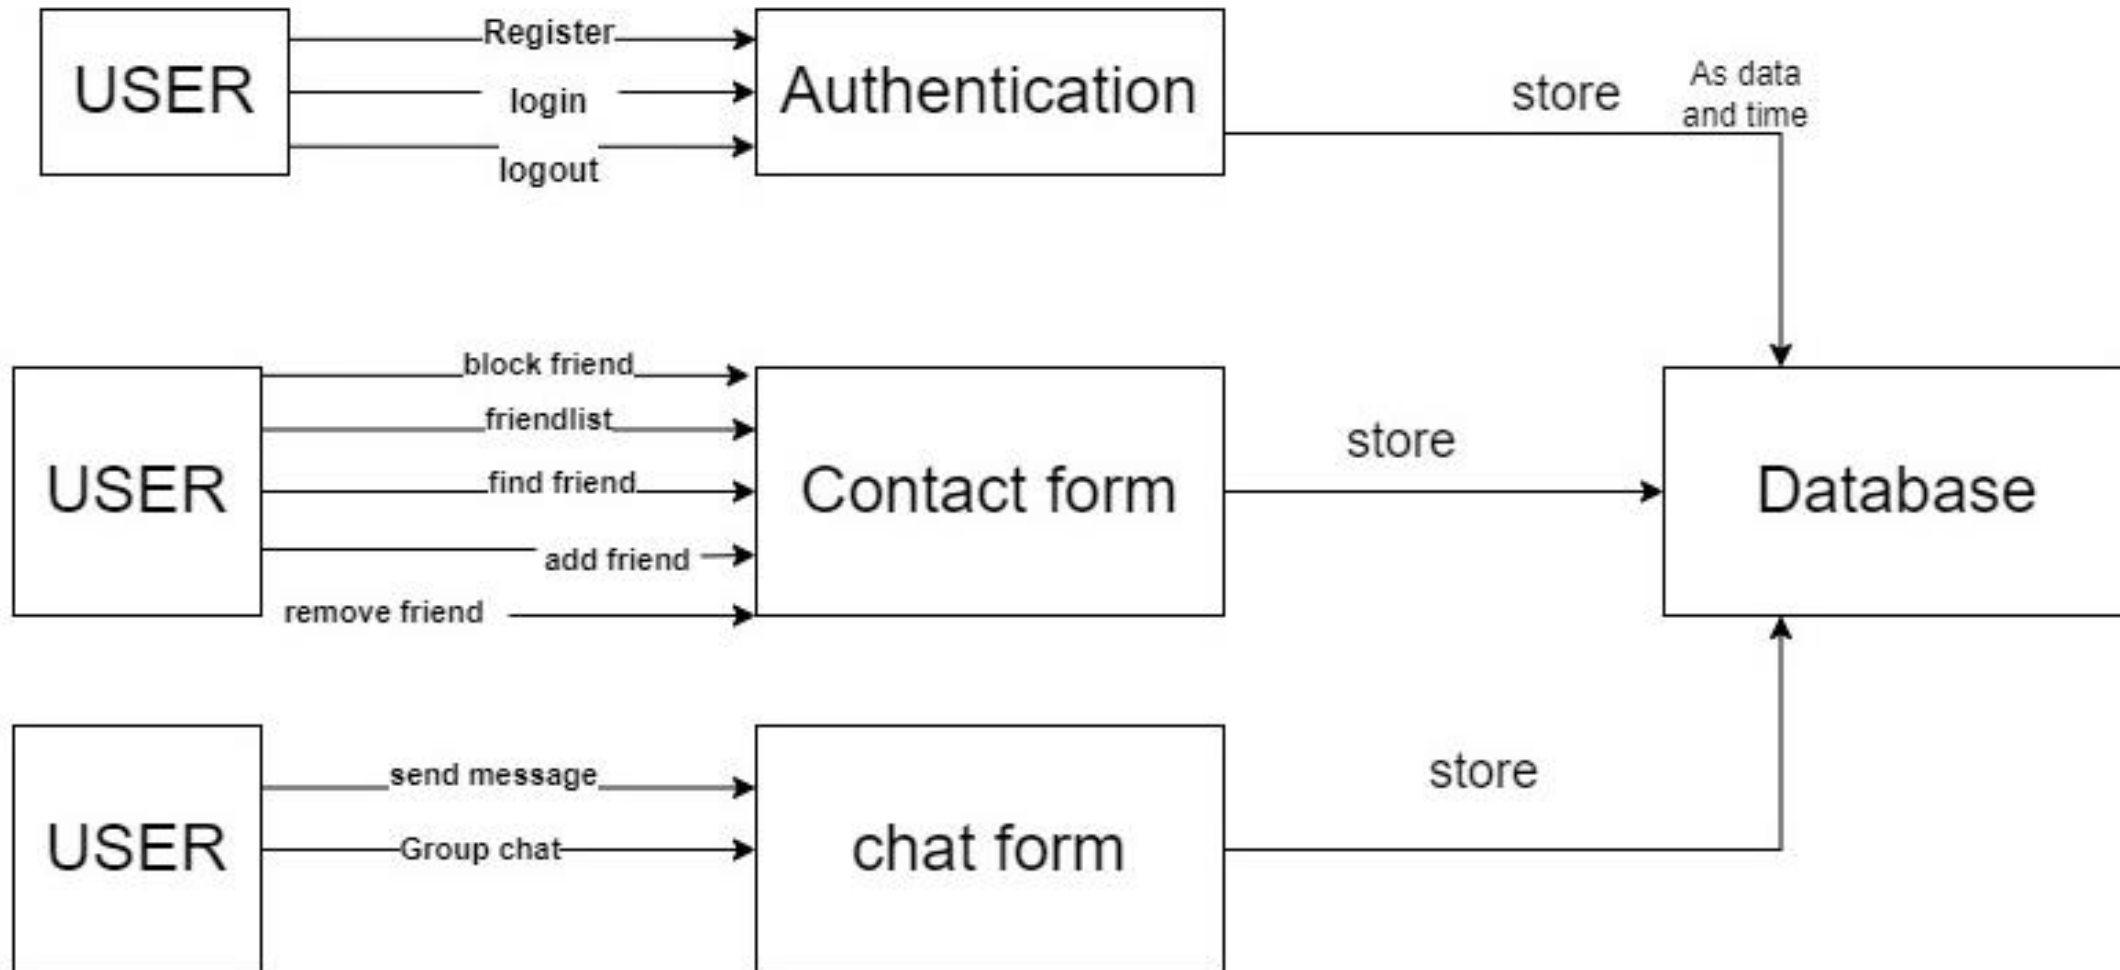 USER
Register
login
logout
Authentication
store
As data
and time
USER
block friend
friendlist
find friend
add friend
remove friend
Contact form
store
Database
USER
send message
Group chat
chat form
store